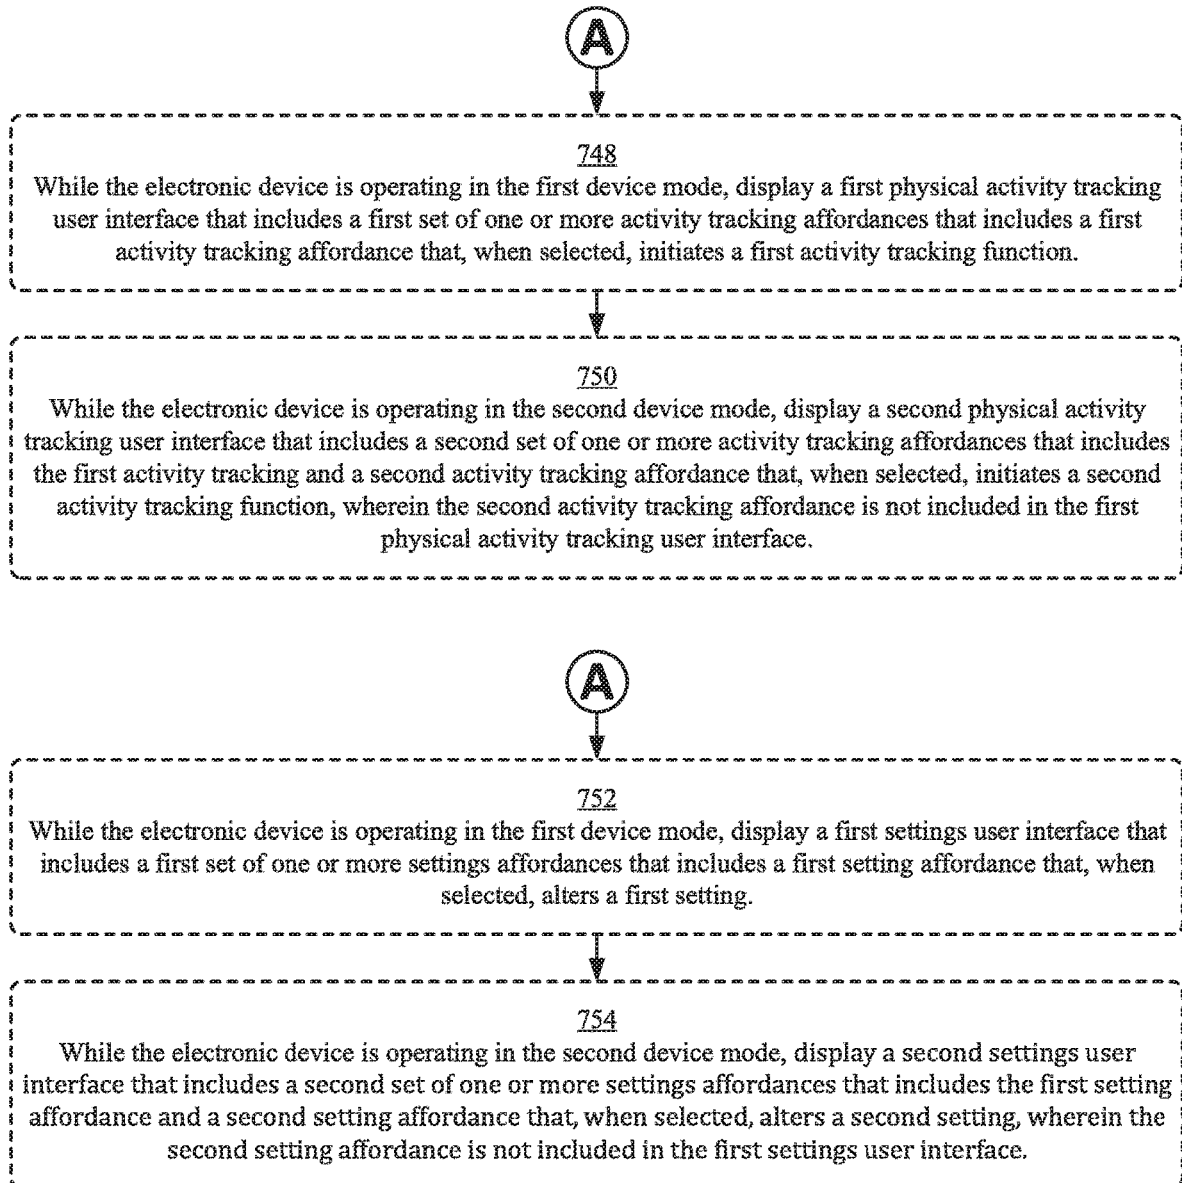 A
748
While the electronic device is operating in the first device mode, display a first physical activity tracking
user interface that includes a first set of one or more activity tracking affordances that includes a first
activity tracking affordance that, when selected, initiates a first activity tracking function.
750
While the electronic device is operating in the second device mode, display a second physical activity
tracking user interface that includes a second set of one or more activity tracking affordances that includes
the first activity tracking and a second activity tracking affordance that, when selected, initiates a second
activity tracking function, wherein the second activity tracking affordance is not included in the first
physical activity tracking user interface.
A
752
While the electronic device is operating in the first device mode, display a first settings user interface that
includes a first set of one or more settings affordances that includes a first setting affordance that, when
selected, alters a first setting.
754
While the electronic device is operating in the second device mode, display a second settings user
interface that includes a second set of one or more settings affordances that includes the first setting
affordance and a second setting affordance that, when selected, alters a second setting, wherein the
second setting affordance is not included in the first settings user interface.